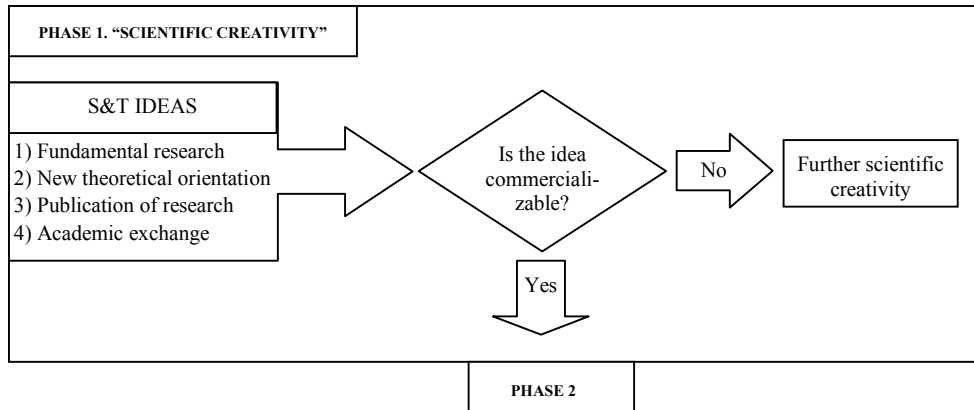 PHASE 1. “SCIENTIFIC CREATIVITY”
S&T IDEAS
1) Fundamental research
2) New theoretical orientation
3) Publication of research
4) Academic exchange
Is the idea
commerciali-
zable?
No
Further scientific
creativity
Yes
PHASE 2